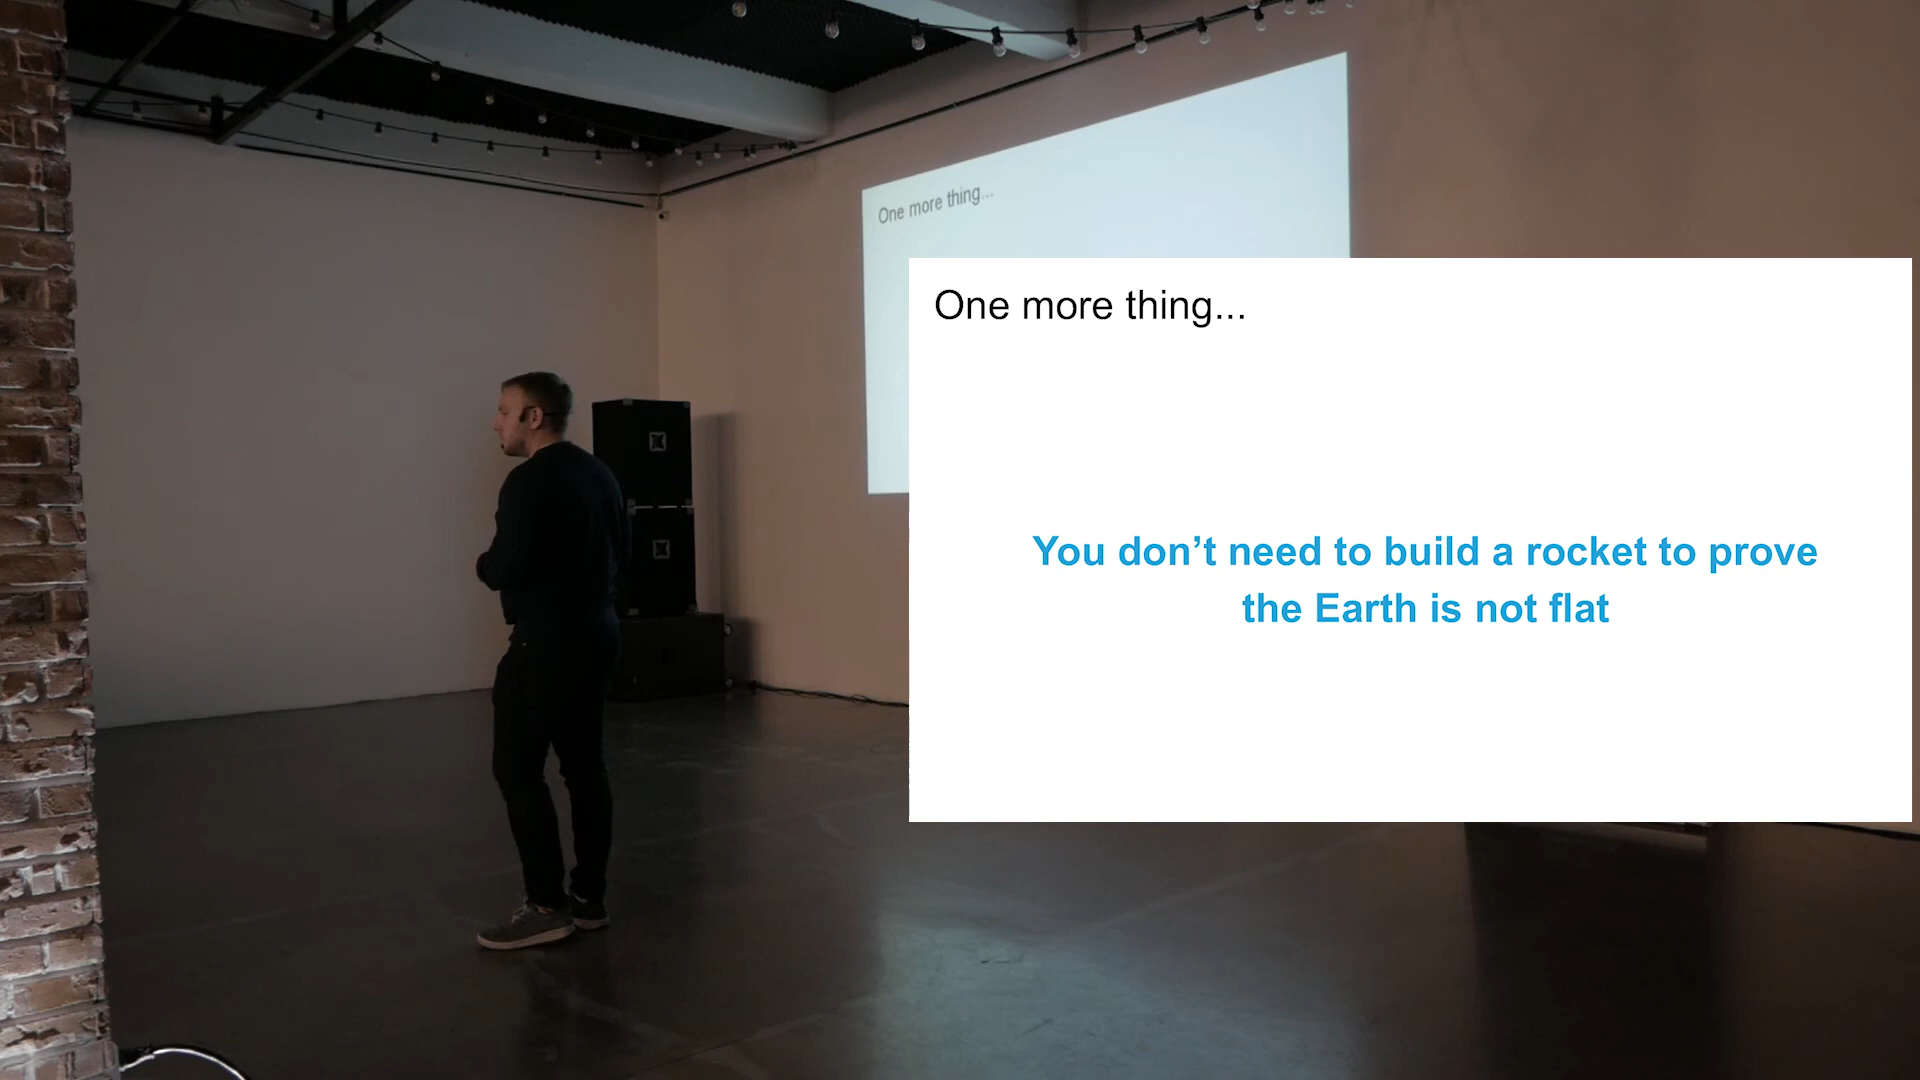 One more thing...
One more thing...
You don’t need to build a rocket to prove
the Earth is not flat